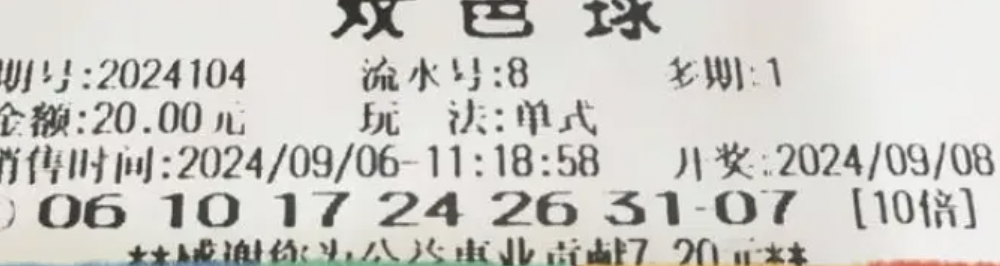 双色球
期号:2024104 流水号:8 多期:1
金额:20.00元 玩 法:单式
销售时间:2024/09/06-11:18:58 开奖:2024/09/08
) 06 10 17 24 26 31-07 [10倍]
**感谢您为公益事业贡献7.20元**